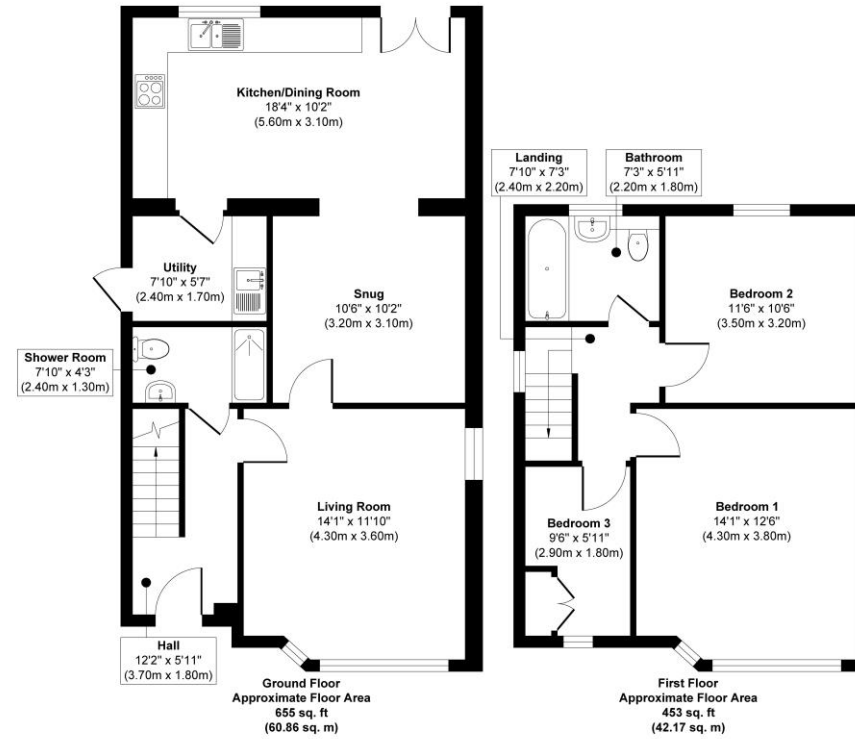 Kitchen/Dining Room
18'4" x 10'2"
(5.60m x 3.10m)
Utility
7'10" x 5'7"
(2.40m x 1.70m)
Snug
10'6" x 10'2"
(3.20m x 3.10m)
Shower Room
7'10" x 4'3"
(2.40m x 1.30m)
Living Room
14'1" x 11'10"
(4.30m x 3.60m)
Hall
12'2" x 5'11"
(3.70m x 1.80m)
Ground Floor
Approximate Floor Area
655 sq. ft
(60.86 sq. m)
Landing
7'10" x 7'3"
(2.40m x 2.20m)
Bathroom
7'3" x 5'11"
(2.20m x 1.80m)
Bedroom 2
11'6" x 10'6"
(3.50m x 3.20m)
Bedroom 1
14'1" x 12'6"
(4.30m x 3.80m)
Bedroom 3
9'6" x 5'11"
(2.90m x 1.80m)
First Floor
Approximate Floor Area
453 sq. ft
(42.17 sq. m)